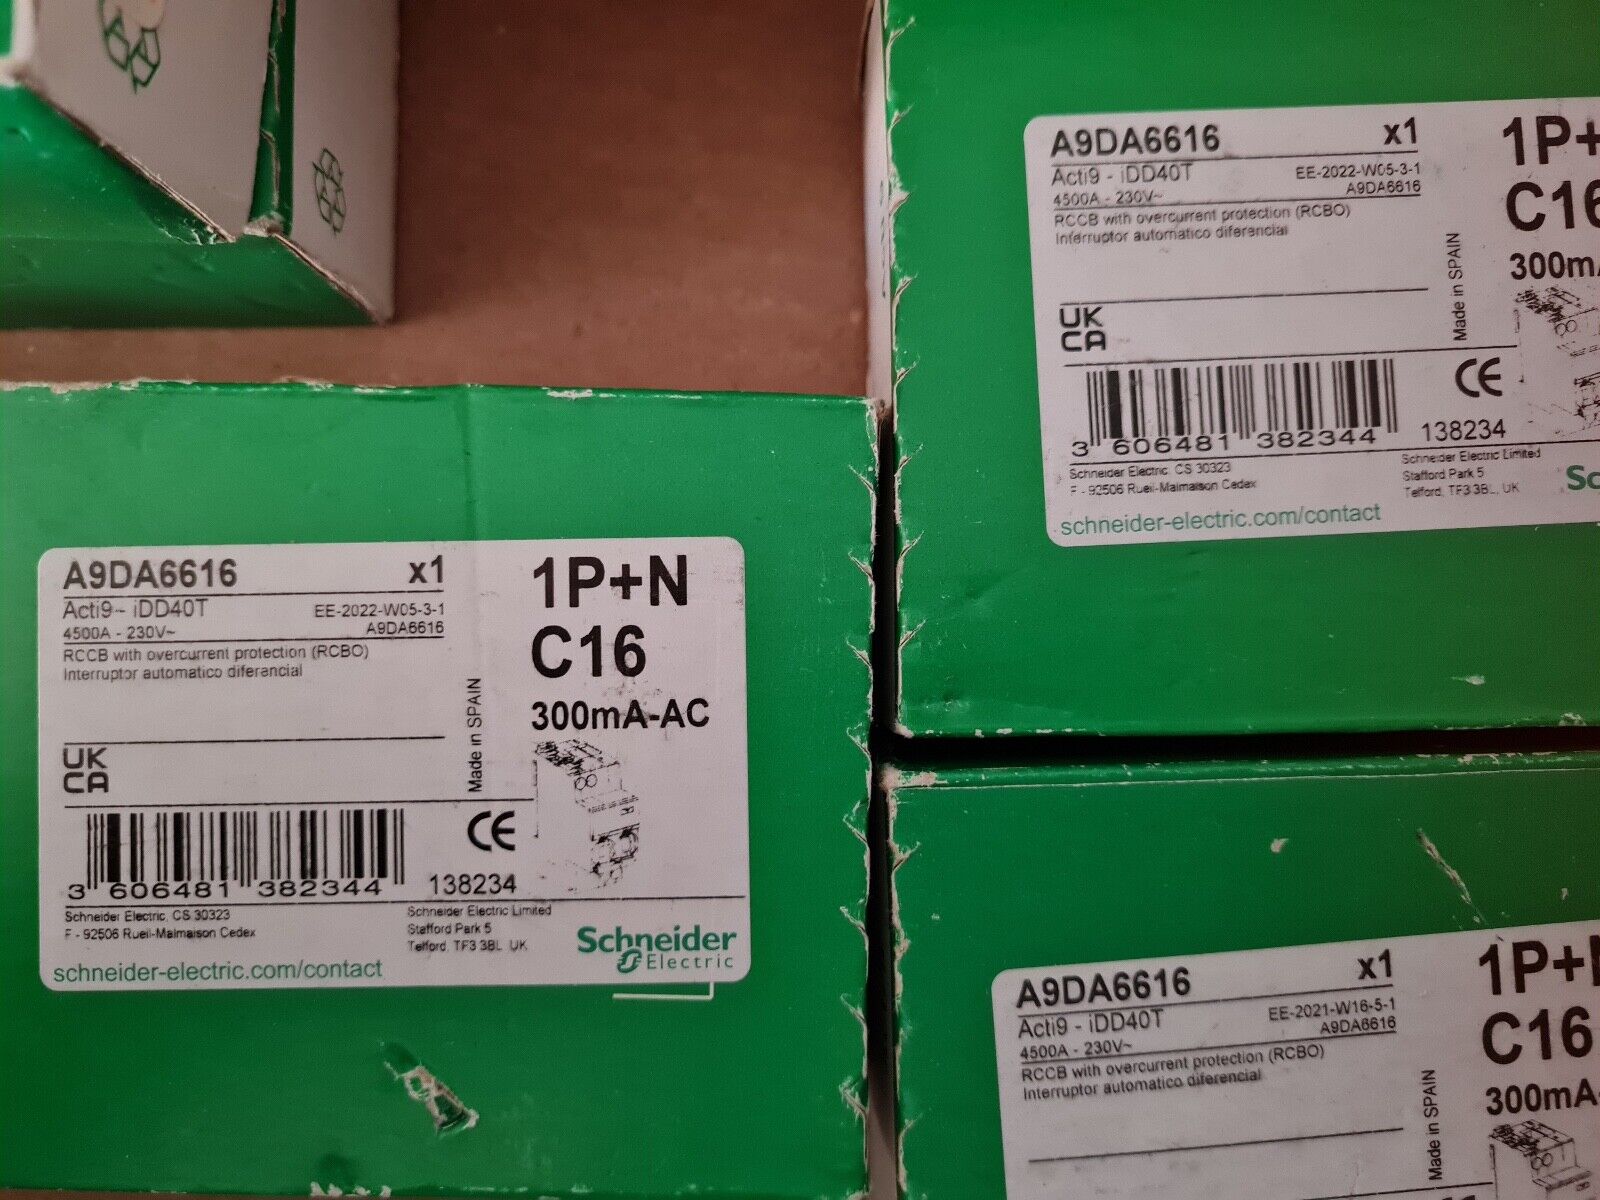 A9DA6616 x1
Acti9 - iDD40T EE-2022-W05-3-1
4500A - 230V~ A9DA6616
RCCB with overcurrent protection (RCBO)
Interruptor automatico diferencial
Made in SPAIN
UK
CA
CE
3 606481 382344 138234
Schneider Electric, CS 30323
F - 92506 Rueil-Malmaison Cedex
Schneider Electric Limited
Stafford Park 5
Telford, TF3 3BL, UK
schneider-electric.com/contact
1P+N
C16
300mA-AC
Schneider
Electric
A9DA6616 x1
Acti9 - iDD40T EE-2022-W05-3-1
4500A - 230V~ A9DA6616
RCCB with overcurrent protection (RCBO)
Interruptor automatico diferencial
Made in SPAIN
UK
CA
CE
3 606481 382344 138234
Schneider Electric, CS 30323
F - 92506 Rueil-Malmaison Cedex
Schneider Electric Limited
Stafford Park 5
Telford, TF3 3BL, UK
schneider-electric.com/contact
1P+
C16
300mA
Sc
A9DA6616 x1
Acti9 - iDD40T EE-2021-W16-5-1
4500A - 230V~ A9DA6616
RCCB with overcurrent protection (RCBO)
Interruptor automatico diferencial
Made in SPAIN
1P+N
C16
300mA-